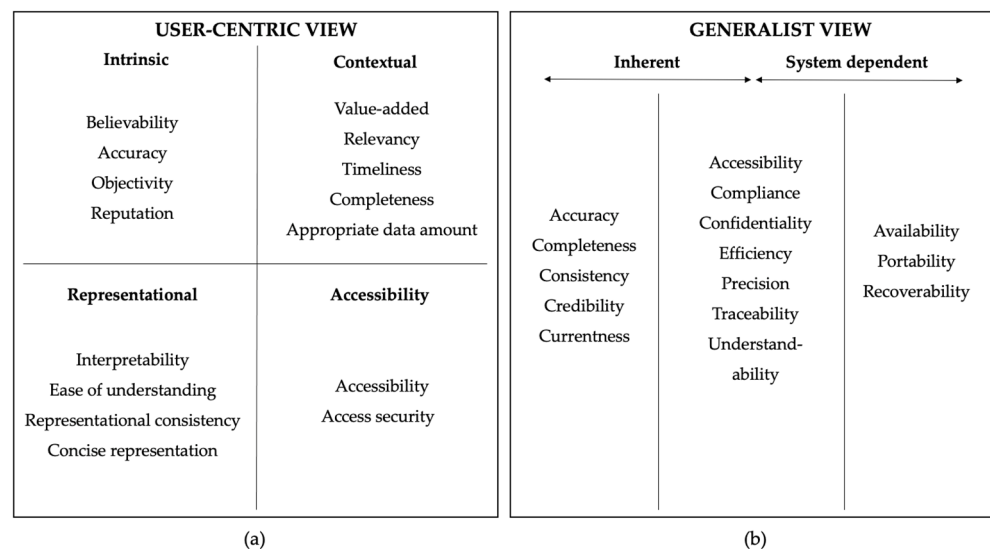 USER-CENTRIC VIEW
Intrinsic
Believability
Accuracy
Objectivity
Reputation
Contextual
Value-added
Relevancy
Timeliness
Completeness
Appropriate data amount
Representational
Interpretability
Ease of understanding
Representational consistency
Concise representation
Accessibility
Accessibility
Access security
(a)
GENERALIST VIEW
Inherent
System dependent
Accuracy
Completeness
Consistency
Credibility
Currentness
Accessibility
Compliance
Confidentiality
Efficiency
Precision
Traceability
Understand-
ability
Availability
Portability
Recoverability
(b)